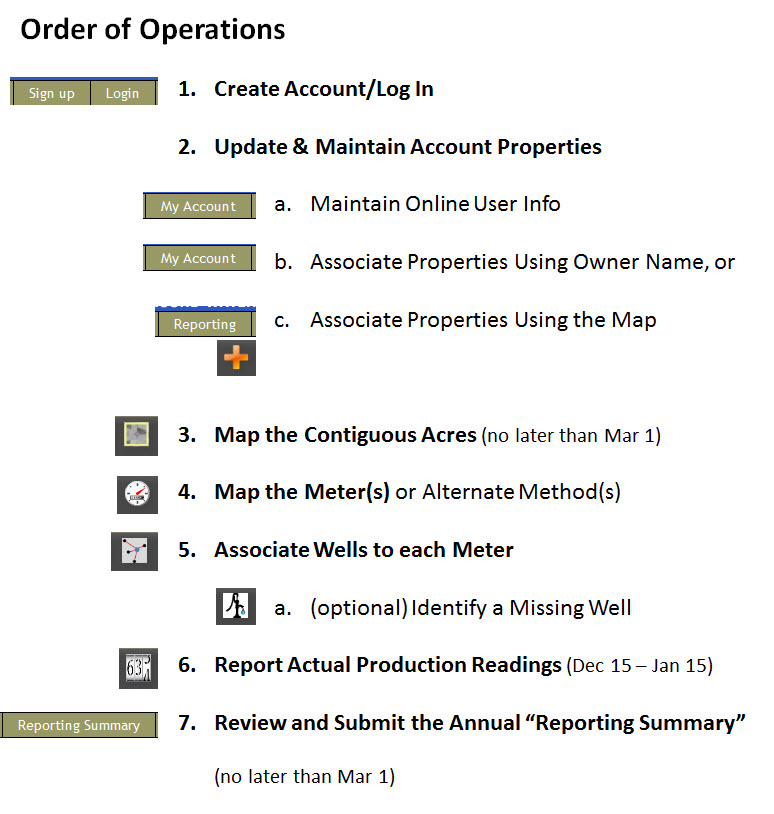 Order of Operations
Sign up Login 1. Create Account/Log In
2. Update & Maintain Account Properties
My Account a. Maintain Online User Info
My Account b. Associate Properties Using Owner Name, or
Reporting c. Associate Properties Using the Map
3. Map the Contiguous Acres (no later than Mar 1)
4. Map the Meter(s) or Alternate Method(s)
5. Associate Wells to each Meter
a. (optional) Identify a Missing Well
6. Report Actual Production Readings (Dec 15 – Jan 15)
Reporting Summary 7. Review and Submit the Annual “Reporting Summary”
(no later than Mar 1)